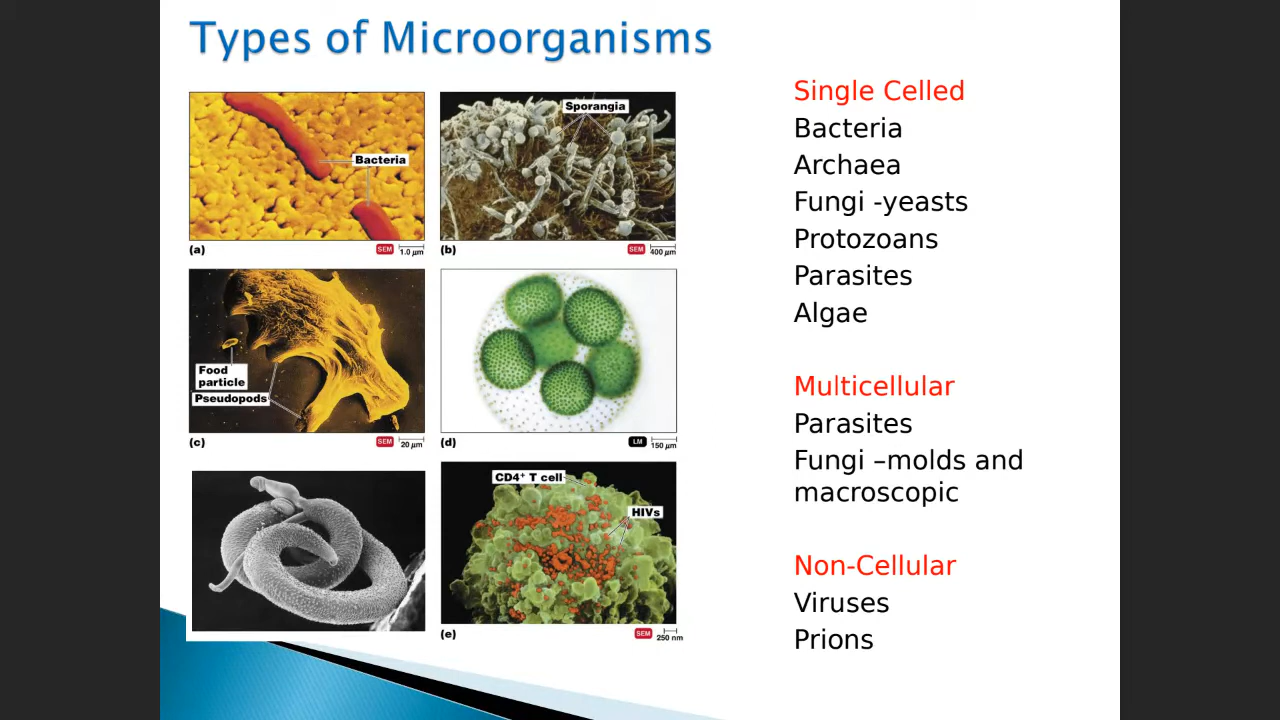 Types of Microorganisms
Bacteria
(a)
SEM
1.0 µm
Sporangia
(b)
SEM
400 µm
Food
particle
Pseudopods
(c)
SEM
20 µm
(d)
LM
150 µm
CD4⁺ T cell
HIVs
(e)
SEM
250 nm
Single Celled
Bacteria
Archaea
Fungi -yeasts
Protozoans
Parasites
Algae
Multicellular
Parasites
Fungi –molds and
macroscopic
Non-Cellular
Viruses
Prions